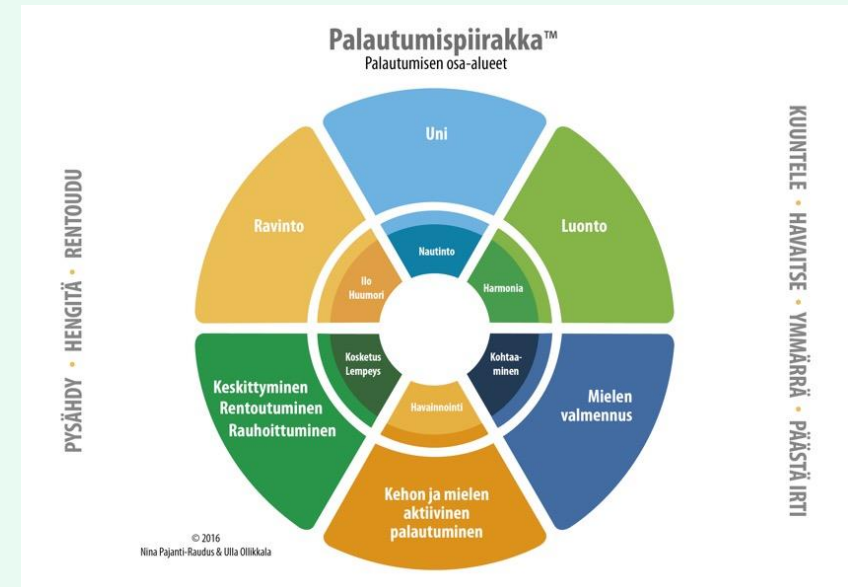 Palautumispiirakka™
Palautumisen osa-alueet
PYSÄHDY • HENGITÄ • RENTOUDU
Uni
Ravinto
Luonto
Nautinto
Ilo
Huumori
Harmonia
Kosketus
Lempeys
Kohtaa-
minen
Havainnointi
Keskittyminen
Rentoutuminen
Rauhoittuminen
Mielen
valmennus
Kehon ja mielen
aktiivinen
palautuminen
KUUNTELE • HAVAITSE • YMMÄRRÄ • PÄÄSTÄ IRTI
© 2016
Nina Pajanti-Raudus & Ulla Ollikkala